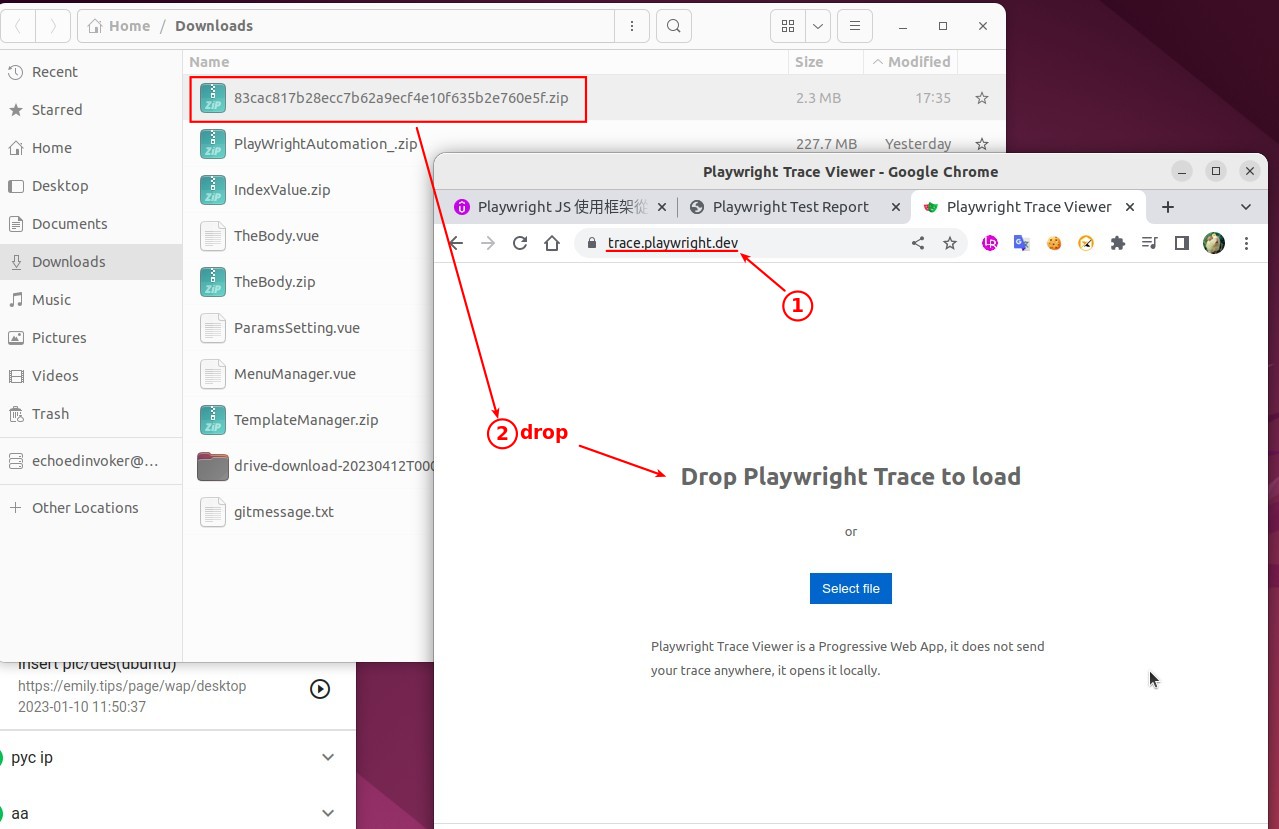 Home / Downloads
Name Size Modified
Recent
Starred
Home
Desktop
Documents
Downloads
Music
Pictures
Videos
Trash
echoedinvoker@...
Other Locations
ZiP 83cac817b28ecc7b62a9ecf4e10f635b2e760e5f.zip 2.3 MB 17:35
ZiP PlayWrightAutomation_.zip 227.7 MB Yesterday
ZiP IndexValue.zip
TheBody.vue
ZiP TheBody.zip
ParamsSetting.vue
MenuManager.vue
ZiP TemplateManager.zip
drive-download-20230412T000
gitmessage.txt
Playwright Trace Viewer - Google Chrome
Playwright JS 使用框架從 Playwright Test Report Playwright Trace Viewer
trace.playwright.dev
1
2 drop
Drop Playwright Trace to load
or
Select file
Playwright Trace Viewer is a Progressive Web App, it does not send
your trace anywhere, it opens it locally.
insert pic/des(ubuntu)
https://emily.tips/page/wap/desktop
2023-01-10 11:50:37
pyc ip
aa